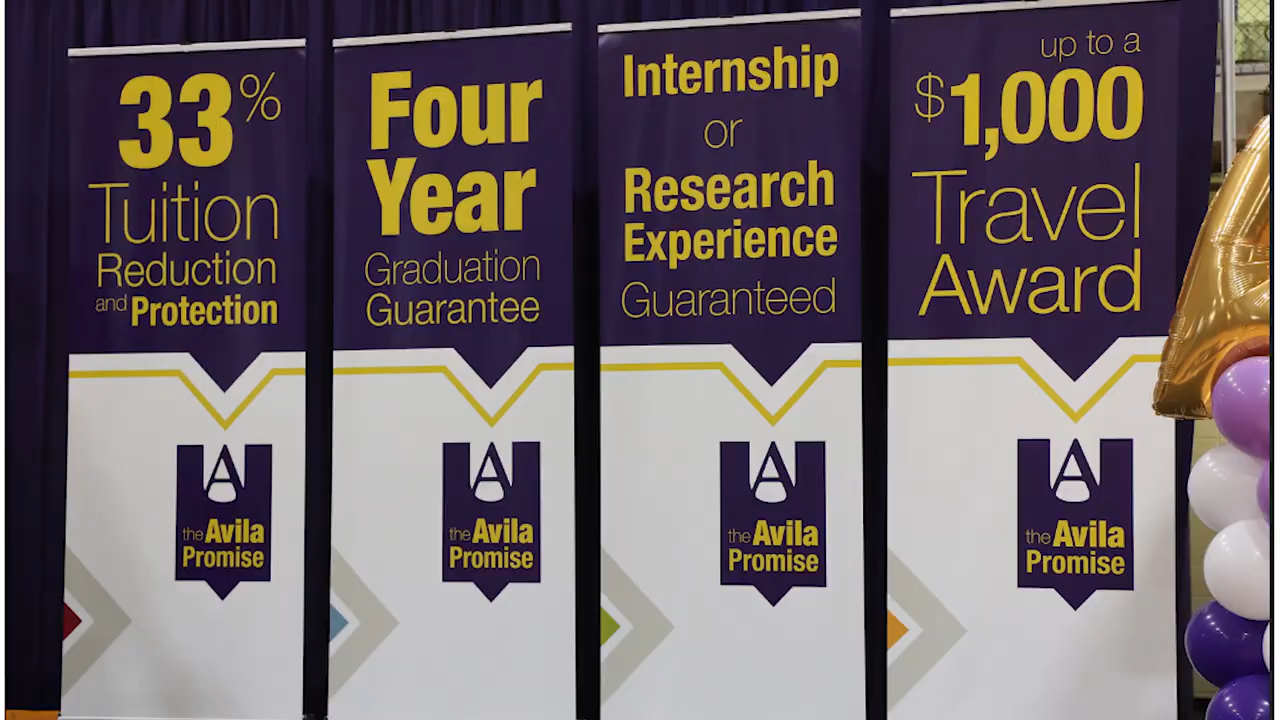 33%
Tuition
Reduction
and Protection
the Avila
Promise
Four
Year
Graduation
Guarantee
the Avila
Promise
Internship
or
Research
Experience
Guaranteed
the Avila
Promise
up to a
$1,000
Travel
Award
the Avila
Promise